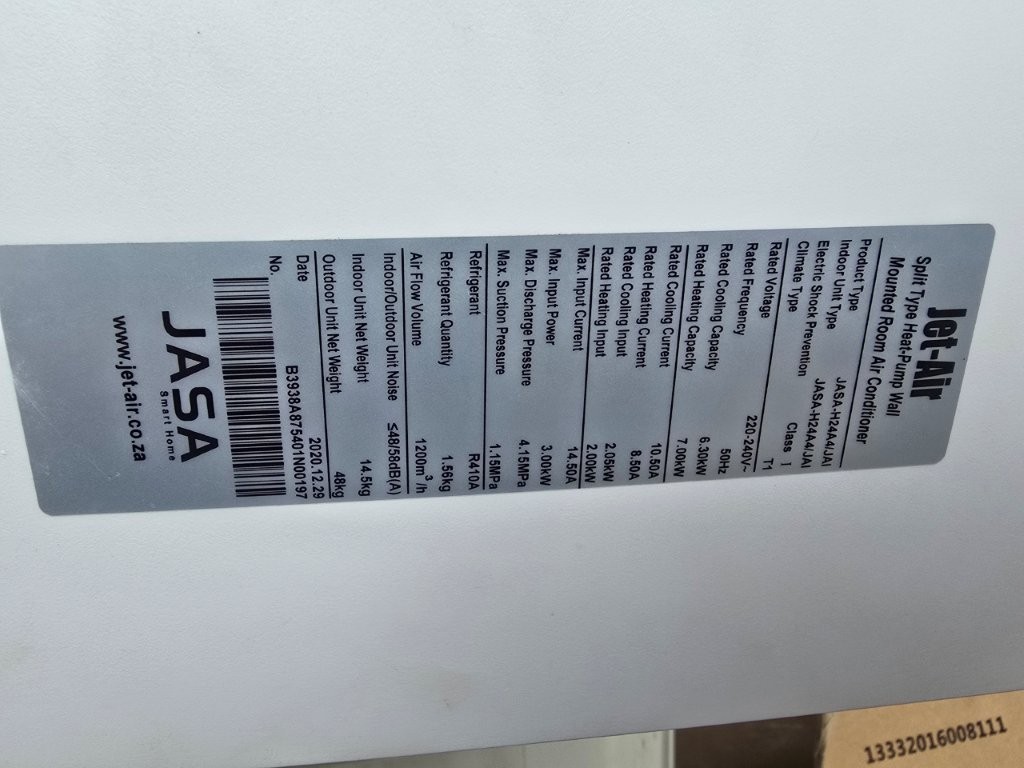 Jet-Air
Split Type Heat-Pump Wall
Mounted Room Air Conditioner
Product Type JASA-H24A4/JAI
Indoor Unit Type JASA-H24A4/JAI
Electric Shock Prevention Class I
Climate Type T1
Rated Voltage 220-240V~
Rated Frequency 50Hz
Rated Cooling Capacity 6.30kW
Rated Heating Capacity 7.00kW
Rated Cooling Current 10.50A
Rated Heating Current 8.50A
Rated Cooling Input 2.05kW
Rated Heating Input 2.00kW
Max. Input Current 14.50A
Max. Input Power 3.00kW
Max. Discharge Pressure 4.15MPa
Max. Suction Pressure 1.15MPa
Refrigerant R410A
Refrigerant Quantity 1.56kg
Air Flow Volume 1200m³/h
Indoor/Outdoor Unit Noise ≤48/58dB(A)
Indoor Unit Net Weight 14.5kg
Outdoor Unit Net Weight 48kg
Date 2020.12.29
No. B3938A875401N00197
JASA
Smart Home
www.jet-air.co.za
13332016008111